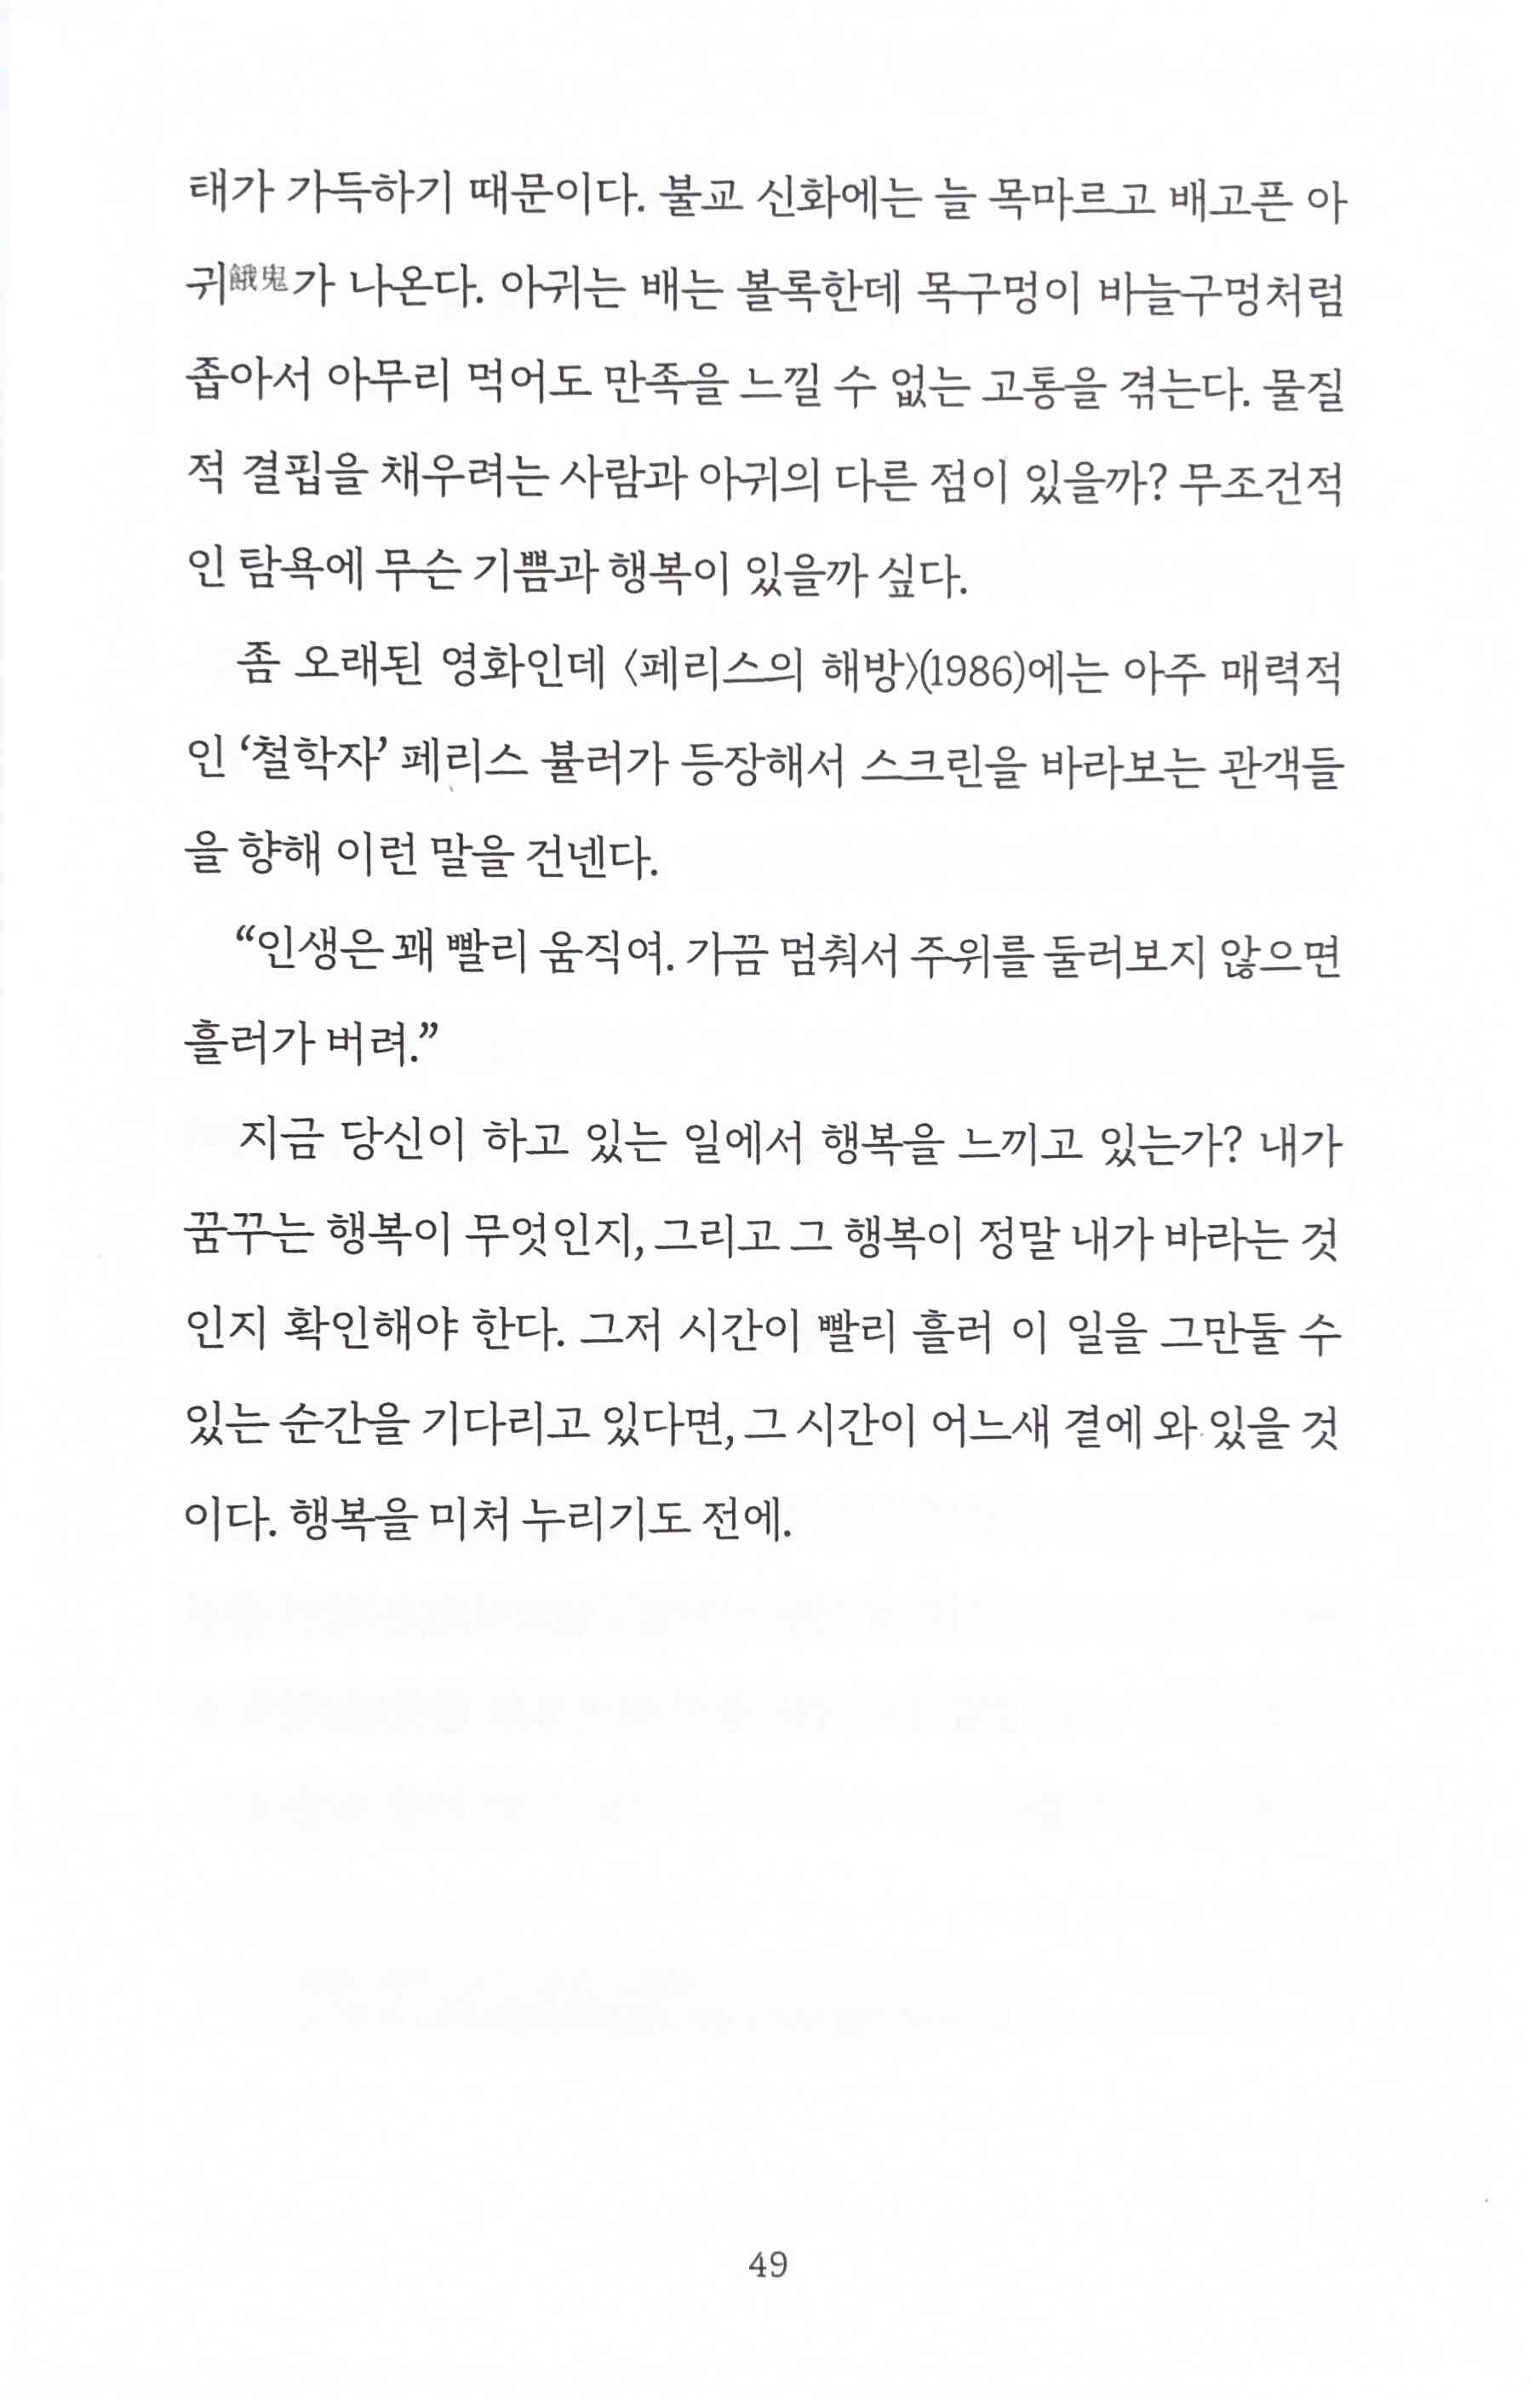 태가 가득하기 때문이다. 불교 신화에는 늘 목마르고 배고픈 아
귀餓鬼가 나온다. 아귀는 배는 볼록한데 목구멍이 바늘구멍처럼
좁아서 아무리 먹어도 만족을 느낄 수 없는 고통을 겪는다. 물질
적 결핍을 채우려는 사람과 아귀의 다른 점이 있을까? 무조건적
인 탐욕에 무슨 기쁨과 행복이 있을까 싶다.
좀 오래된 영화인데 〈페리스의 해방〉(1986)에는 아주 매력적
인 ‘철학자’ 페리스 뷸러가 등장해서 스크린을 바라보는 관객들
을 향해 이런 말을 건넨다.
“인생은 꽤 빨리 움직여. 가끔 멈춰서 주위를 둘러보지 않으면
흘러가 버려.”
지금 당신이 하고 있는 일에서 행복을 느끼고 있는가? 내가
꿈꾸는 행복이 무엇인지, 그리고 그 행복이 정말 내가 바라는 것
인지 확인해야 한다. 그저 시간이 빨리 흘러 이 일을 그만둘 수
있는 순간을 기다리고 있다면, 그 시간이 어느새 곁에 와 있을 것
이다. 행복을 미처 누리기도 전에.
49